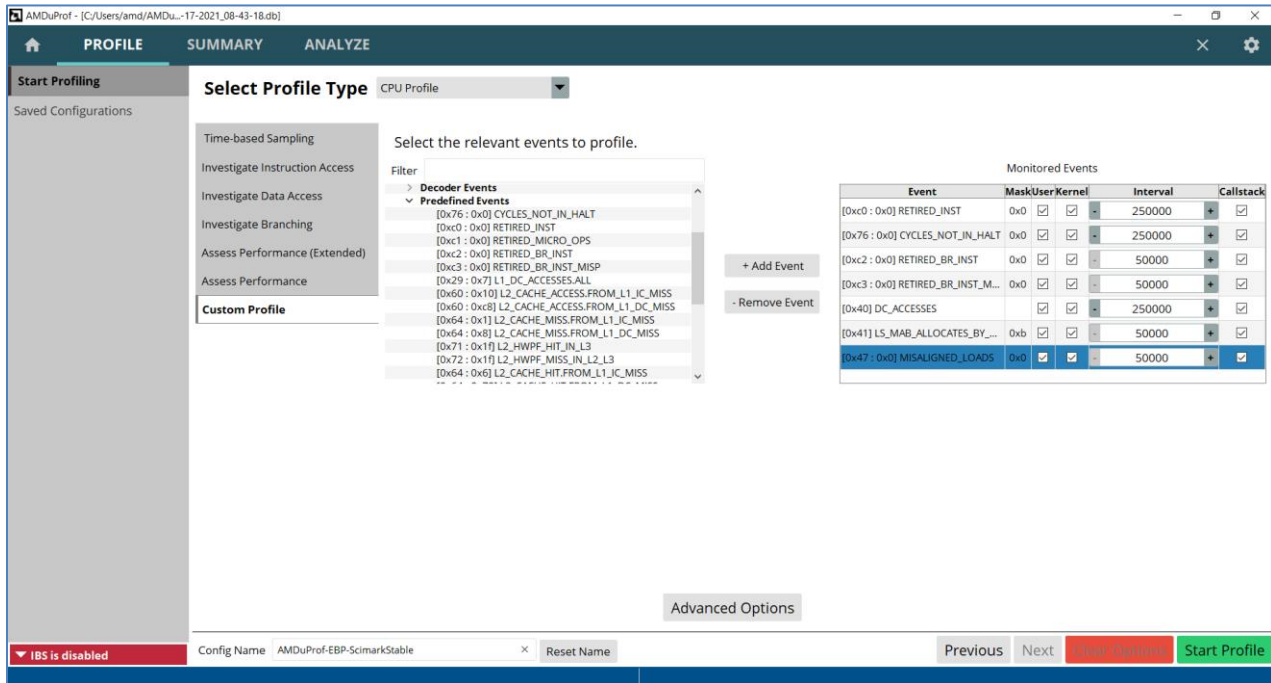 AMDuProf - [C:/Users/amd/AMDu...-17-2021_08-43-18.db]
PROFILE SUMMARY ANALYZE
Start Profiling
Saved Configurations
Select Profile Type CPU Profile
Time-based Sampling
Investigate Instruction Access
Investigate Data Access
Investigate Branching
Assess Performance (Extended)
Assess Performance
Custom Profile
Select the relevant events to profile.
Filter
Decoder Events
Predefined Events
[0x76 : 0x0] CYCLES_NOT_IN_HALT
[0xc0 : 0x0] RETIRED_INST
[0xc1 : 0x0] RETIRED_MICRO_OPS
[0xc2 : 0x0] RETIRED_BR_INST
[0xc3 : 0x0] RETIRED_BR_INST_MISP
[0x29 : 0x7] L1_DC_ACCESSES.ALL
[0x60 : 0x10] L2_CACHE_ACCESS.FROM_L1_IC_MISS
[0x60 : 0xc8] L2_CACHE_ACCESS.FROM_L1_DC_MISS
[0x64 : 0x1] L2_CACHE_MISS.FROM_L1_IC_MISS
[0x64 : 0x8] L2_CACHE_MISS.FROM_L1_DC_MISS
[0x71 : 0x1f] L2_HWPF_HIT_IN_L3
[0x72 : 0x1f] L2_HWPF_MISS_IN_L2_L3
[0x64 : 0x6] L2_CACHE_HIT.FROM_L1_IC_MISS
+ Add Event
- Remove Event
Monitored Events
Event Mask User Kernel Interval Callstack
[0xc0 : 0x0] RETIRED_INST 0x0 - 250000 +
[0x76 : 0x0] CYCLES_NOT_IN_HALT 0x0 - 250000 +
[0xc2 : 0x0] RETIRED_BR_INST 0x0 - 50000 +
[0xc3 : 0x0] RETIRED_BR_INST_M... 0x0 - 50000 +
[0x40] DC_ACCESSES - 250000 +
[0x41] LS_MAB_ALLOCATES_BY_... 0xb - 50000 +
[0x47 : 0x0] MISALIGNED_LOADS 0x0 - 50000 +
Advanced Options
IBS is disabled
Config Name AMDuProf-EBP-ScimarkStable Reset Name
Previous Next Clear Options Start Profile